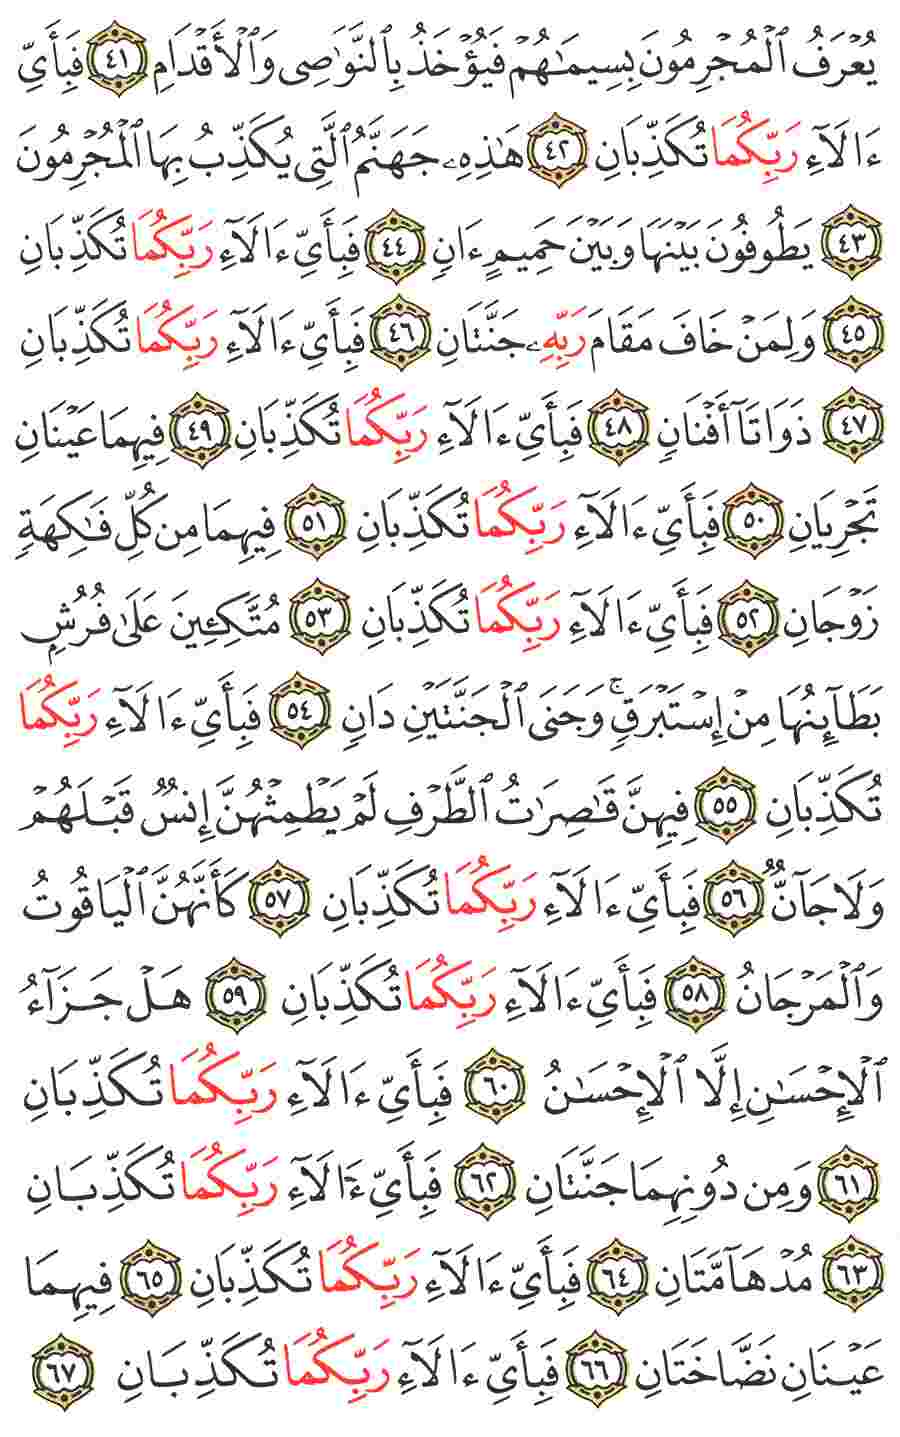 يُعْرَفُ ٱلْمُجْرِمُونَ بِسِيمَـٰهُمْ فَيُؤْخَذُ بِٱلنَّوَٰصِى وَٱلْأَقْدَامِ ٤١ فَبِأَىِّ
ءَالَآءِ رَبِّكُمَا تُكَذِّبَانِ ٤٢ هَـٰذِهِۦ جَهَنَّمُ ٱلَّتِى يُكَذِّبُ بِهَا ٱلْمُجْرِمُونَ
٤٣ يَطُوفُونَ بَيْنَهَا وَبَيْنَ حَمِيمٍ ءَانٍ ٤٤ فَبِأَىِّ ءَالَآءِ رَبِّكُمَا تُكَذِّبَانِ
٤٥ وَلِمَنْ خَافَ مَقَامَ رَبِّهِۦ جَنَّتَانِ ٤٦ فَبِأَىِّ ءَالَآءِ رَبِّكُمَا تُكَذِّبَانِ
٤٧ ذَوَاتَآ أَفْنَانٍ ٤٨ فَبِأَىِّ ءَالَآءِ رَبِّكُمَا تُكَذِّبَانِ ٤٩ فِيهِمَا عَيْنَانِ
تَجْرِيَانِ ٥٠ فَبِأَىِّ ءَالَآءِ رَبِّكُمَا تُكَذِّبَانِ ٥١ فِيهِمَا مِن كُلِّ فَـٰكِهَةٍ
زَوْجَانِ ٥٢ فَبِأَىِّ ءَالَآءِ رَبِّكُمَا تُكَذِّبَانِ ٥٣ مُتَّكِـِٔينَ عَلَىٰ فُرُشٍۭ
بَطَآئِنُهَا مِنْ إِسْتَبْرَقٍ ۚ وَجَنَى ٱلْجَنَّتَيْنِ دَانٍ ٥٤ فَبِأَىِّ ءَالَآءِ رَبِّكُمَا
تُكَذِّبَانِ ٥٥ فِيهِنَّ قَـٰصِرَٰتُ ٱلطَّرْفِ لَمْ يَطْمِثْهُنَّ إِنسٌ قَبْلَهُمْ
وَلَا جَآنٌّ ٥٦ فَبِأَىِّ ءَالَآءِ رَبِّكُمَا تُكَذِّبَانِ ٥٧ كَأَنَّهُنَّ ٱلْيَاقُوتُ
وَٱلْمَرْجَانُ ٥٨ فَبِأَىِّ ءَالَآءِ رَبِّكُمَا تُكَذِّبَانِ ٥٩ هَلْ جَزَآءُ
ٱلْإِحْسَـٰنِ إِلَّا ٱلْإِحْسَـٰنُ ٦٠ فَبِأَىِّ ءَالَآءِ رَبِّكُمَا تُكَذِّبَانِ
٦١ وَمِن دُونِهِمَا جَنَّتَانِ ٦٢ فَبِأَىِّ ءَالَآءِ رَبِّكُمَا تُكَذِّبَانِ
٦٣ مُدْهَآمَّتَانِ ٦٤ فَبِأَىِّ ءَالَآءِ رَبِّكُمَا تُكَذِّبَانِ ٦٥ فِيهِمَا
عَيْنَانِ نَضَّاخَتَانِ ٦٦ فَبِأَىِّ ءَالَآءِ رَبِّكُمَا تُكَذِّبَانِ ٦٧